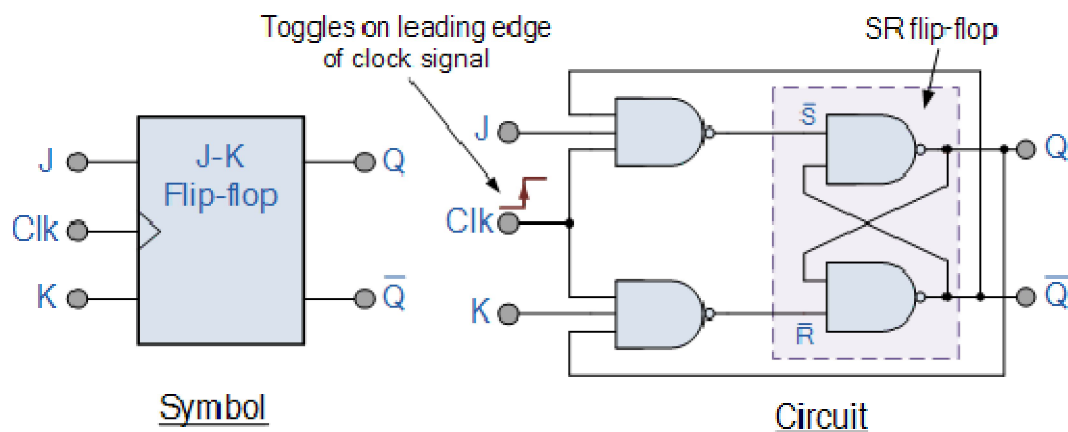 Toggles on leading edge
of clock signal
SR flip-flop
J
J-K
Flip-flop
Q
Clk
K
Q̅
Symbol
J
Clk
K
S̅
R̅
Q
Q̅
Circuit